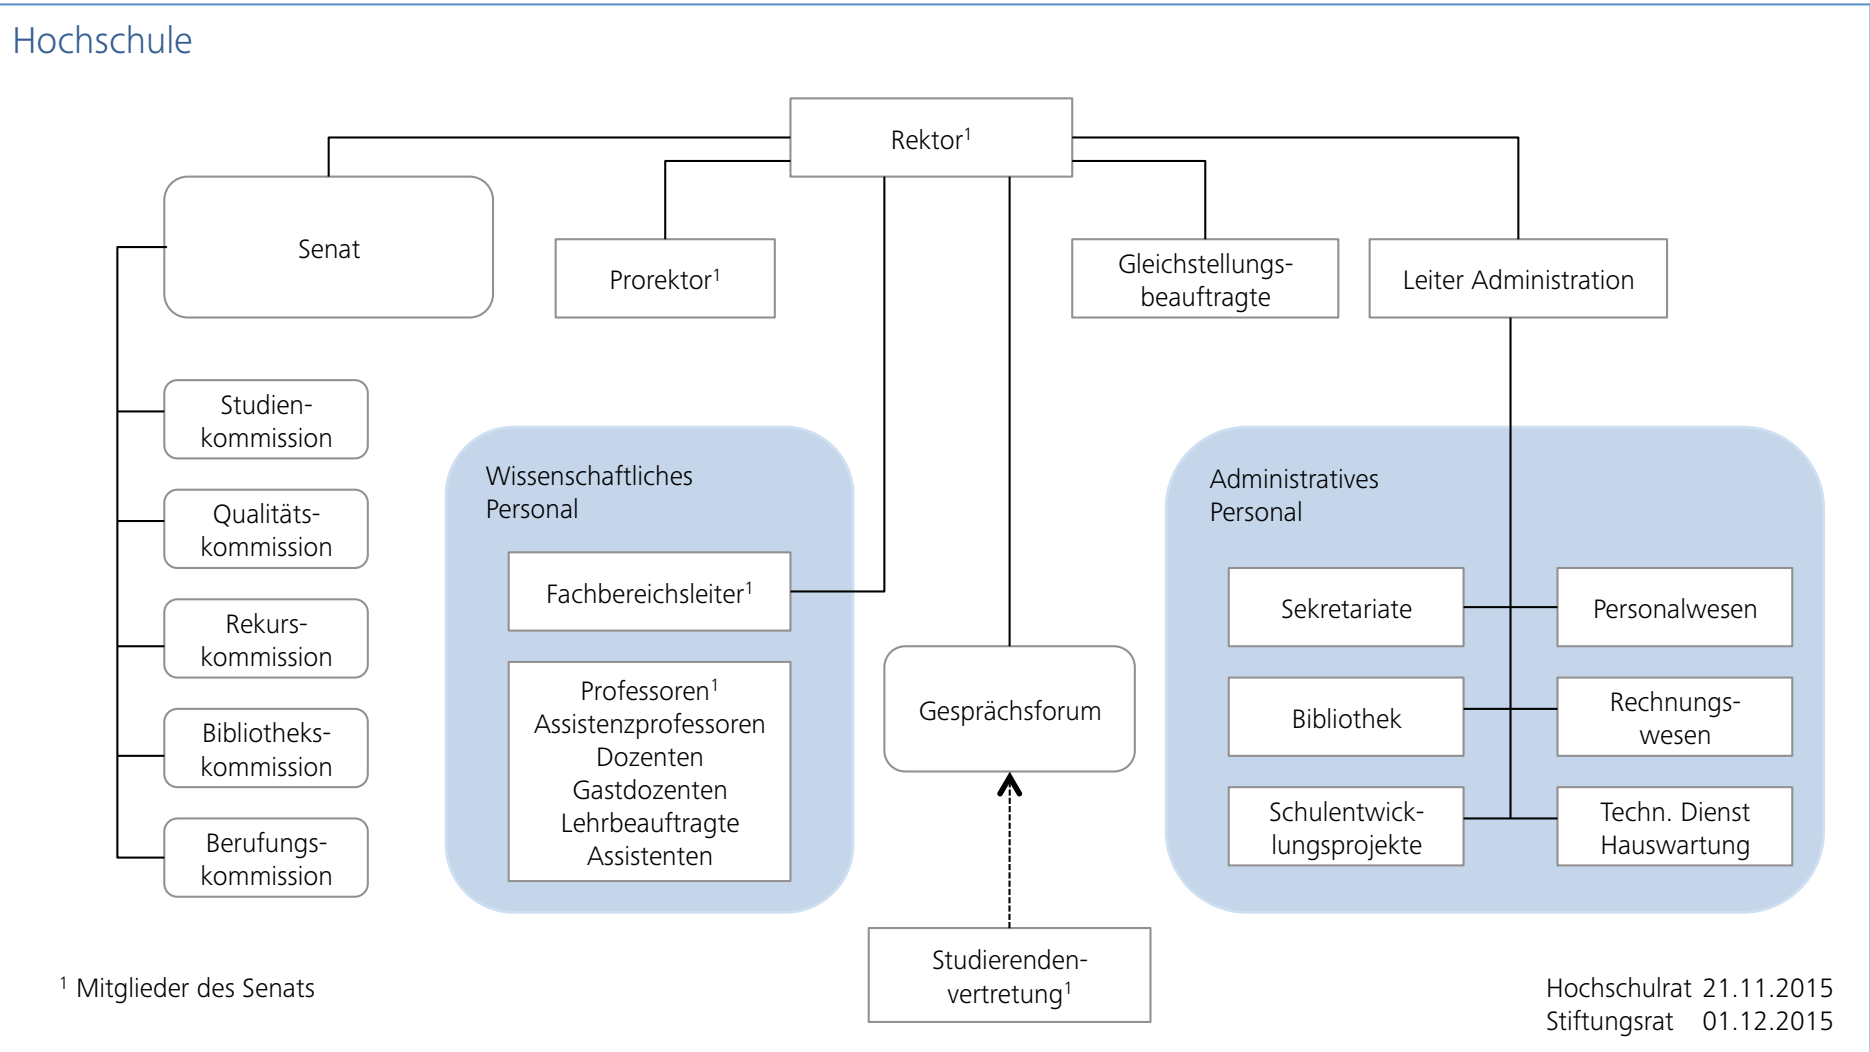 Hochschule
Rektor¹
Senat
Prorektor¹
Gleichstellungs-
beauftragte
Leiter Administration
Studien-
kommission
Qualitäts-
kommission
Rekurs-
kommission
Bibliotheks-
kommission
Berufungs-
kommission
Wissenschaftliches
Personal
Fachbereichsleiter¹
Professoren¹
Assistenzprofessoren
Dozenten
Gastdozenten
Lehrbeauftragte
Assistenten
Gesprächsforum
Studierenden-
vertretung¹
Administratives
Personal
Sekretariate
Personalwesen
Bibliothek
Rechnungs-
wesen
Schulentwick-
lungsprojekte
Techn. Dienst
Hauswartung
¹ Mitglieder des Senats
Hochschulrat 21.11.2015
Stiftungsrat 01.12.2015